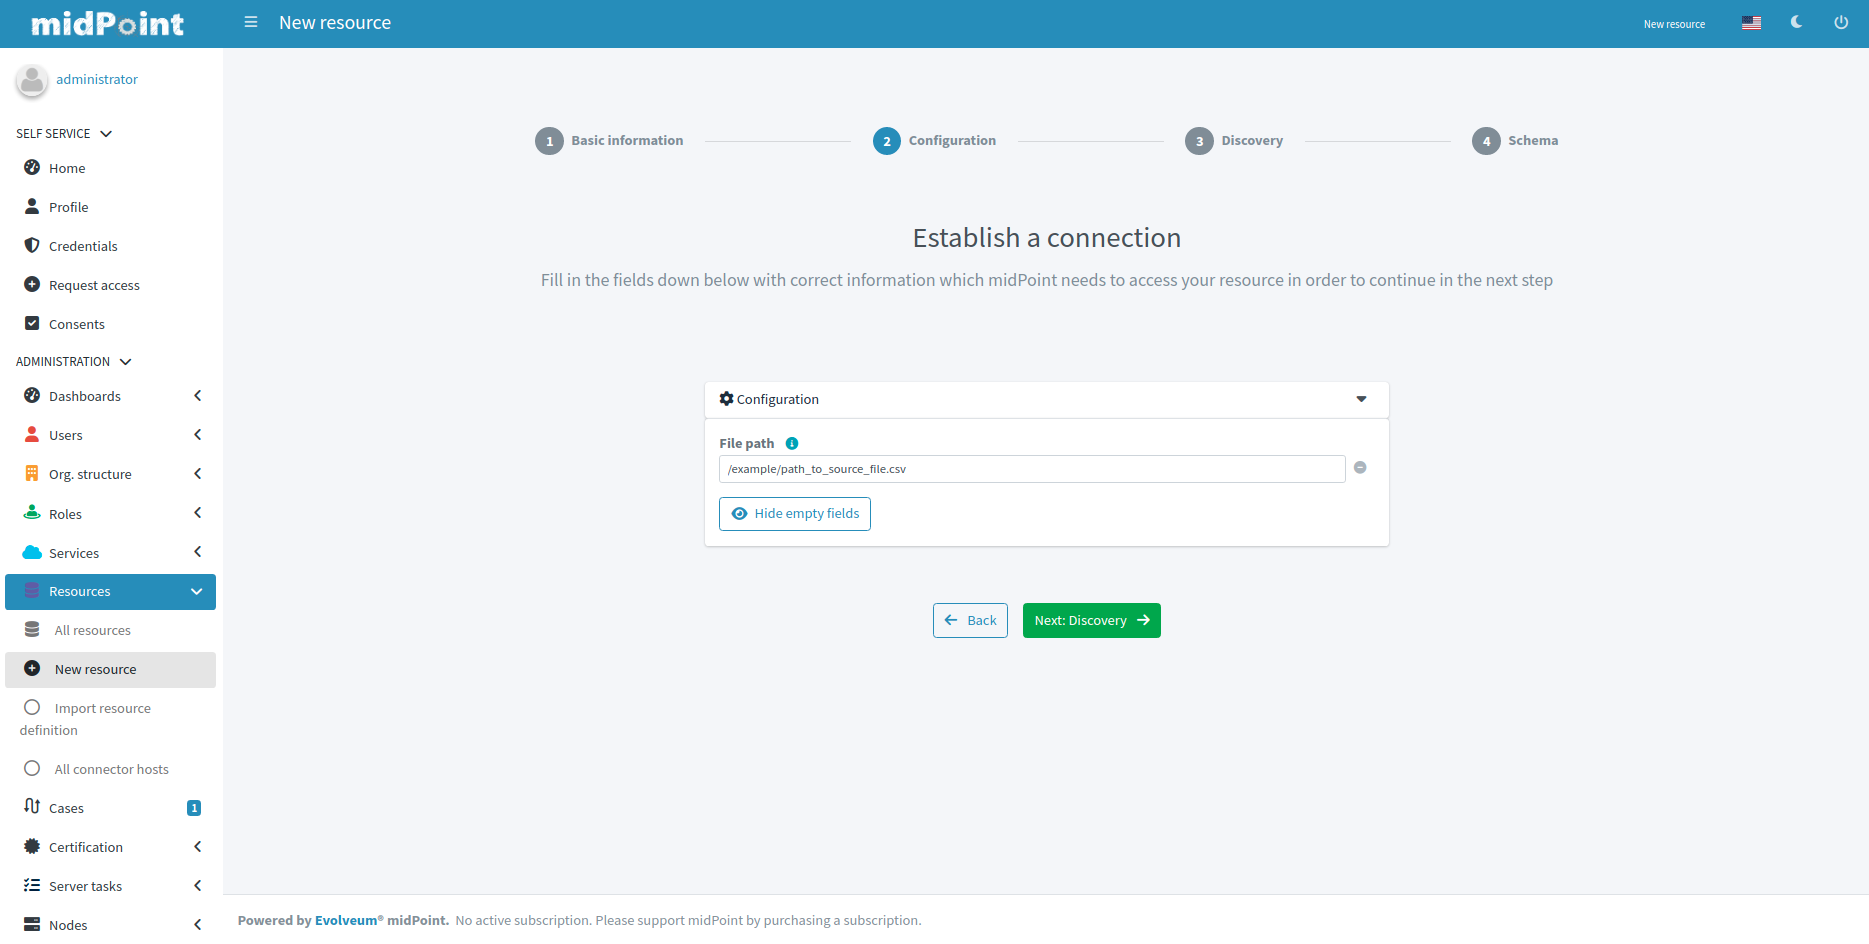 midPoint
New resource
New resource
administrator
SELF SERVICE
Home
Profile
Credentials
Request access
Consents
ADMINISTRATION
Dashboards
Users
Org. structure
Roles
Services
Resources
All resources
New resource
Import resource
definition
All connector hosts
Cases 1
Certification
Server tasks
Nodes
1 Basic information
2 Configuration
3 Discovery
4 Schema
Establish a connection
Fill in the fields down below with correct information which midPoint needs to access your resource in order to continue in the next step
Configuration
File path
/example/path_to_source_file.csv
Hide empty fields
Back
Next: Discovery
Powered by Evolveum® midPoint. No active subscription. Please support midPoint by purchasing a subscription.